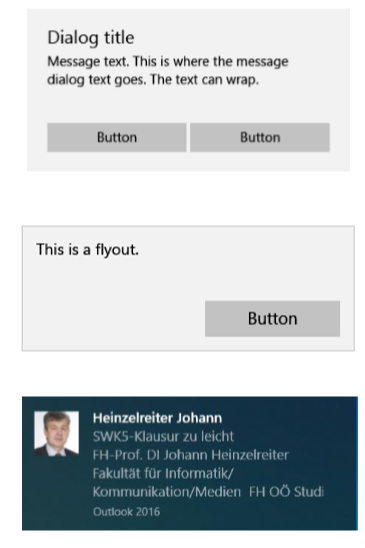 Dialog title
Message text. This is where the message
dialog text goes. The text can wrap.
Button Button
This is a flyout.
Button
Heinzelreiter Johann
SWK5-Klausur zu leicht
FH-Prof. DI Johann Heinzelreiter
Fakultät für Informatik/
Kommunikation/Medien FH OÖ Studi
Outlook 2016